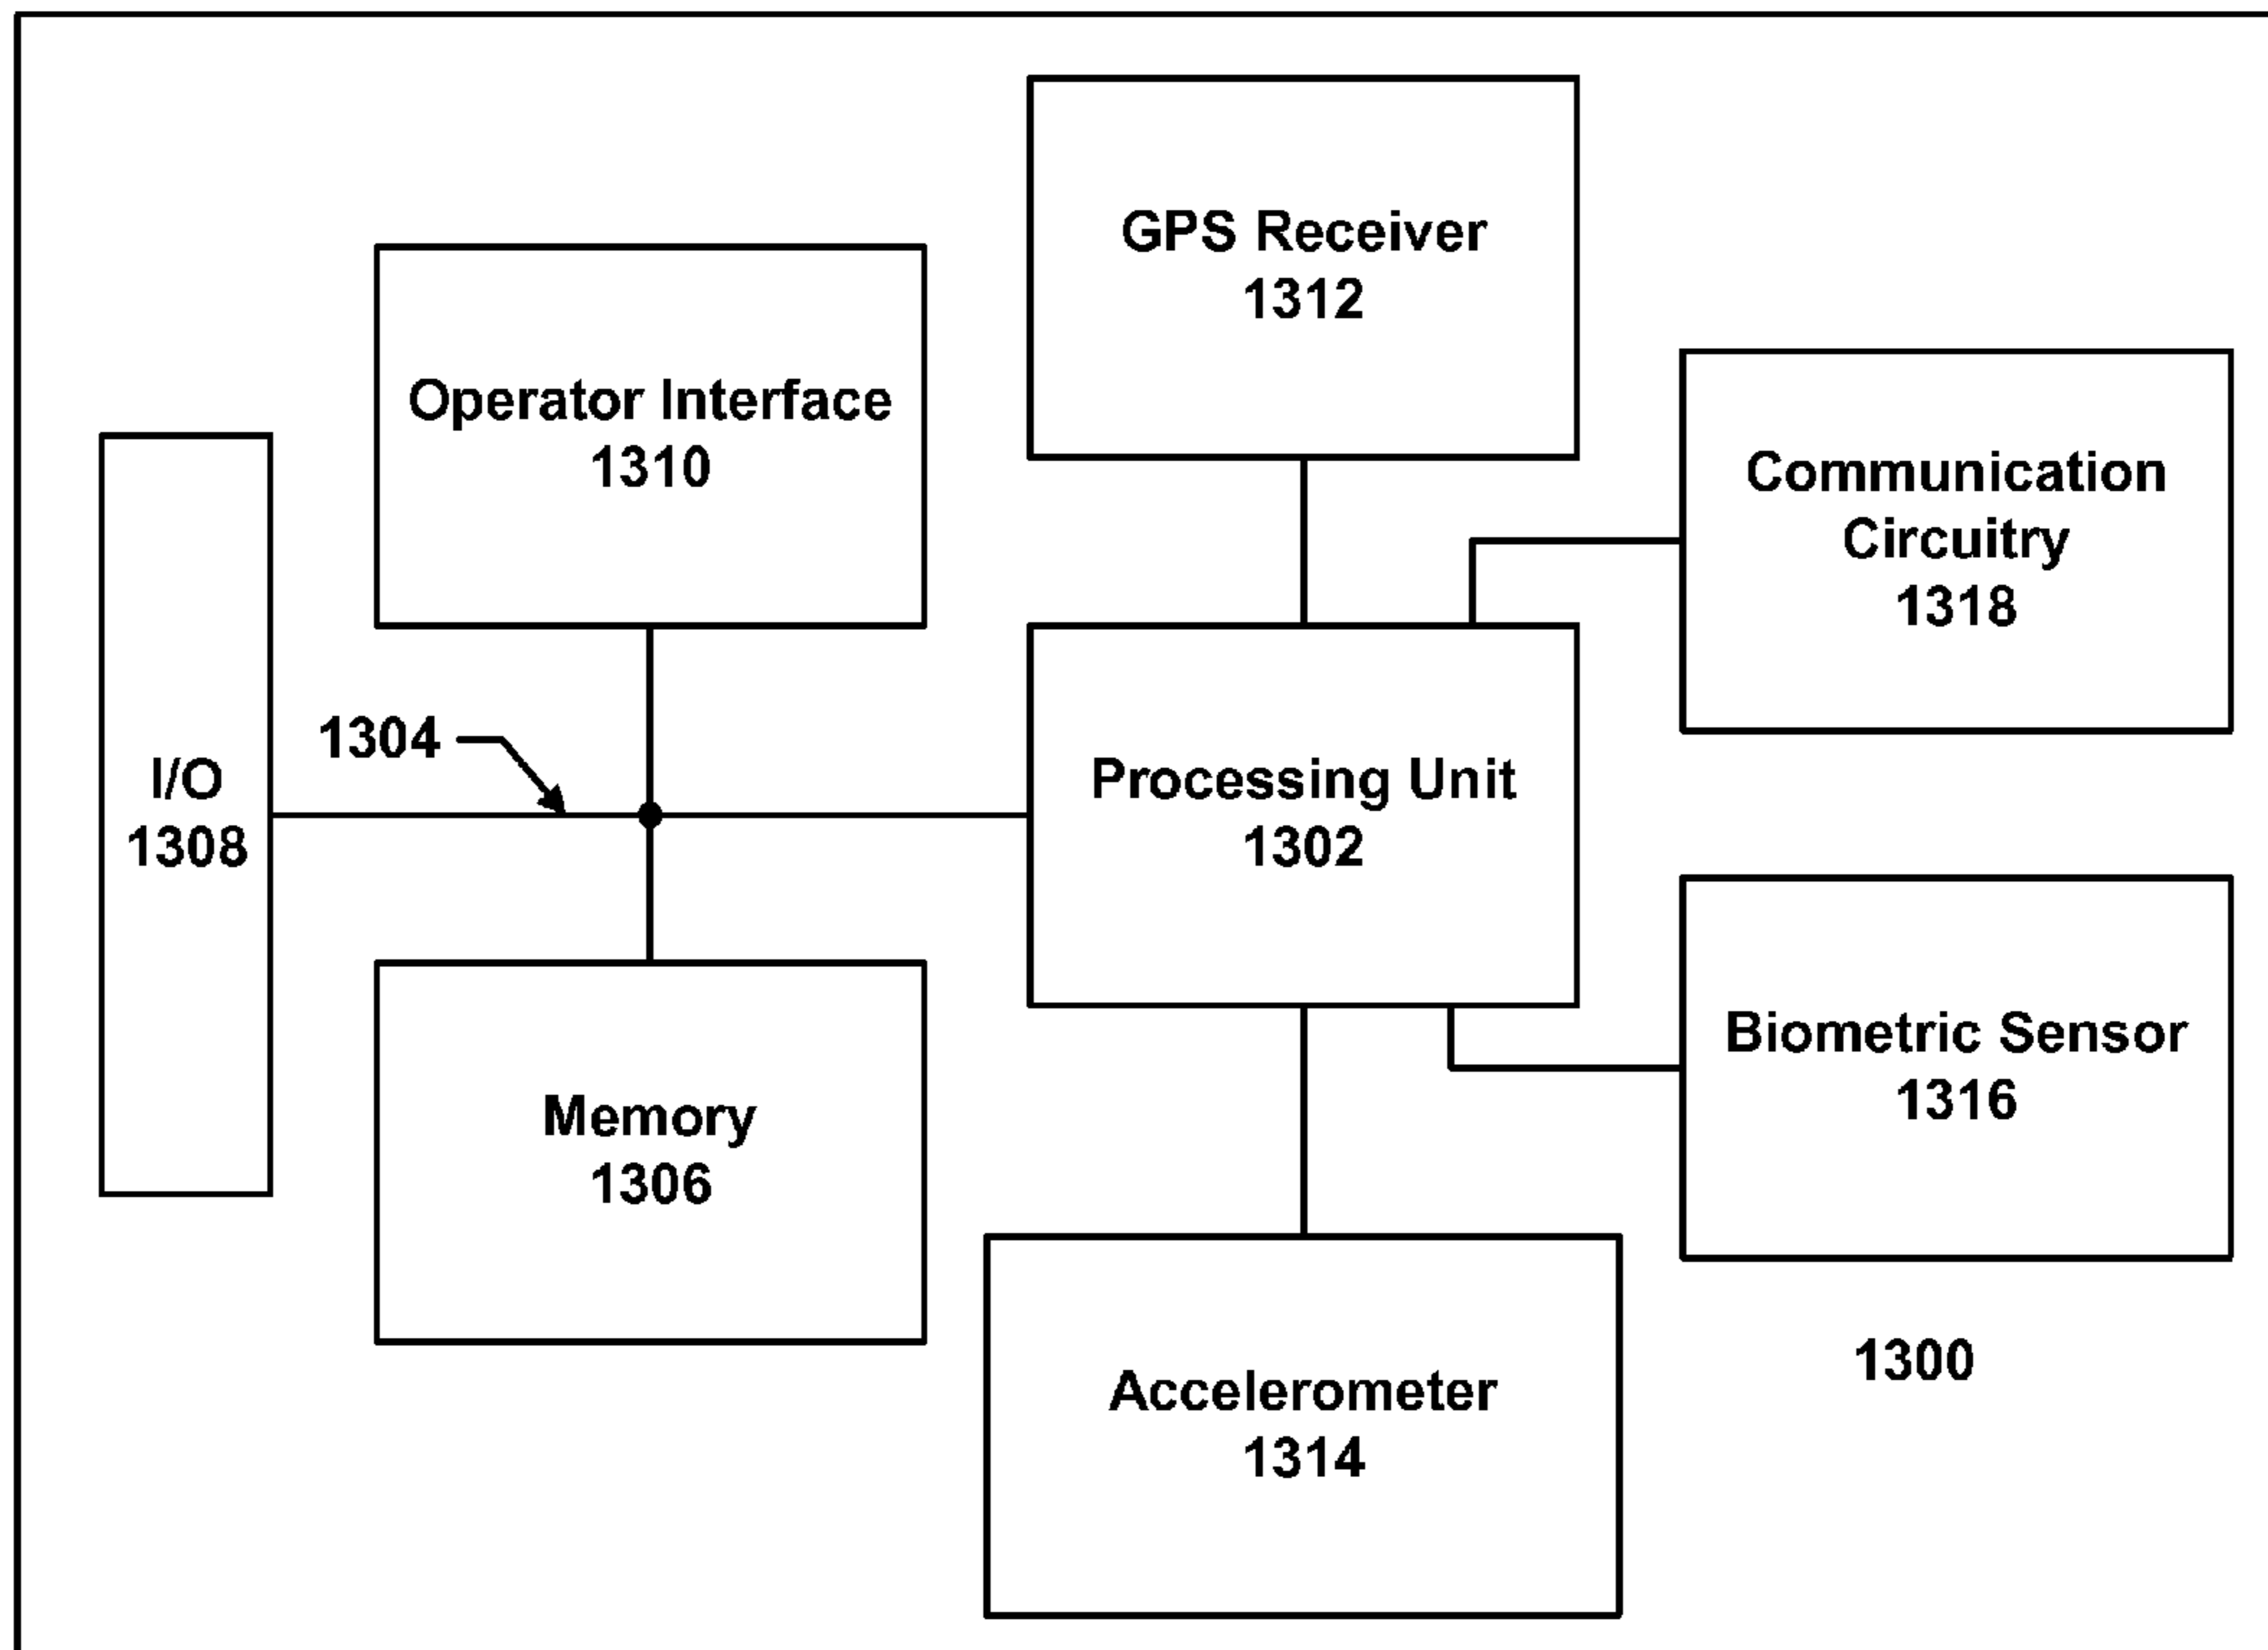 GPS Receiver
1312
Operator Interface
1310
Communication
Circuitry
1318
1304
I/O
1308
Processing Unit
1302
Biometric Sensor
1316
Memory
1306
Accelerometer
1314
1300